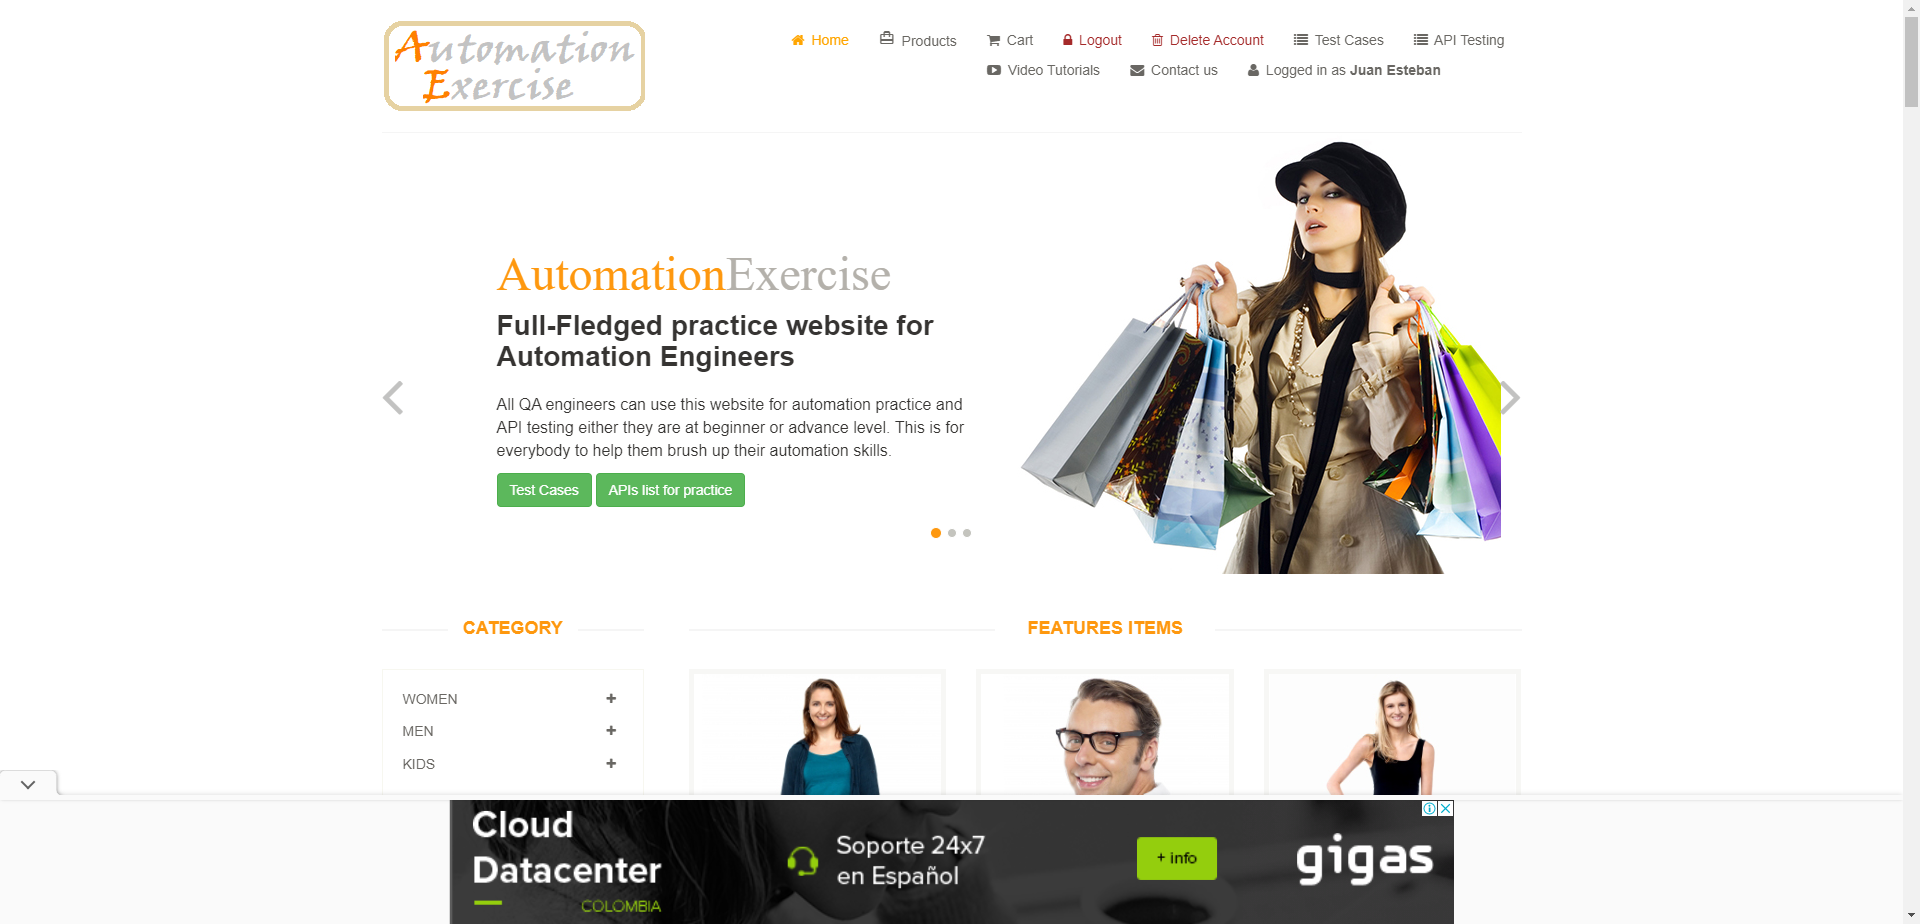 Automation
Exercise
Home
Products
Cart
Logout
Delete Account
Test Cases
API Testing
Video Tutorials
Contact us
Logged in as Juan Esteban
AutomationExercise
Full-Fledged practice website for
Automation Engineers
All QA engineers can use this website for automation practice and
API testing either they are at beginner or advance level. This is for
everybody to help them brush up their automation skills.
Test Cases
APIs list for practice
CATEGORY
FEATURES ITEMS
WOMEN
MEN
KIDS
Cloud
Datacenter
COLOMBIA
Soporte 24x7
en Español
+ info
gigas